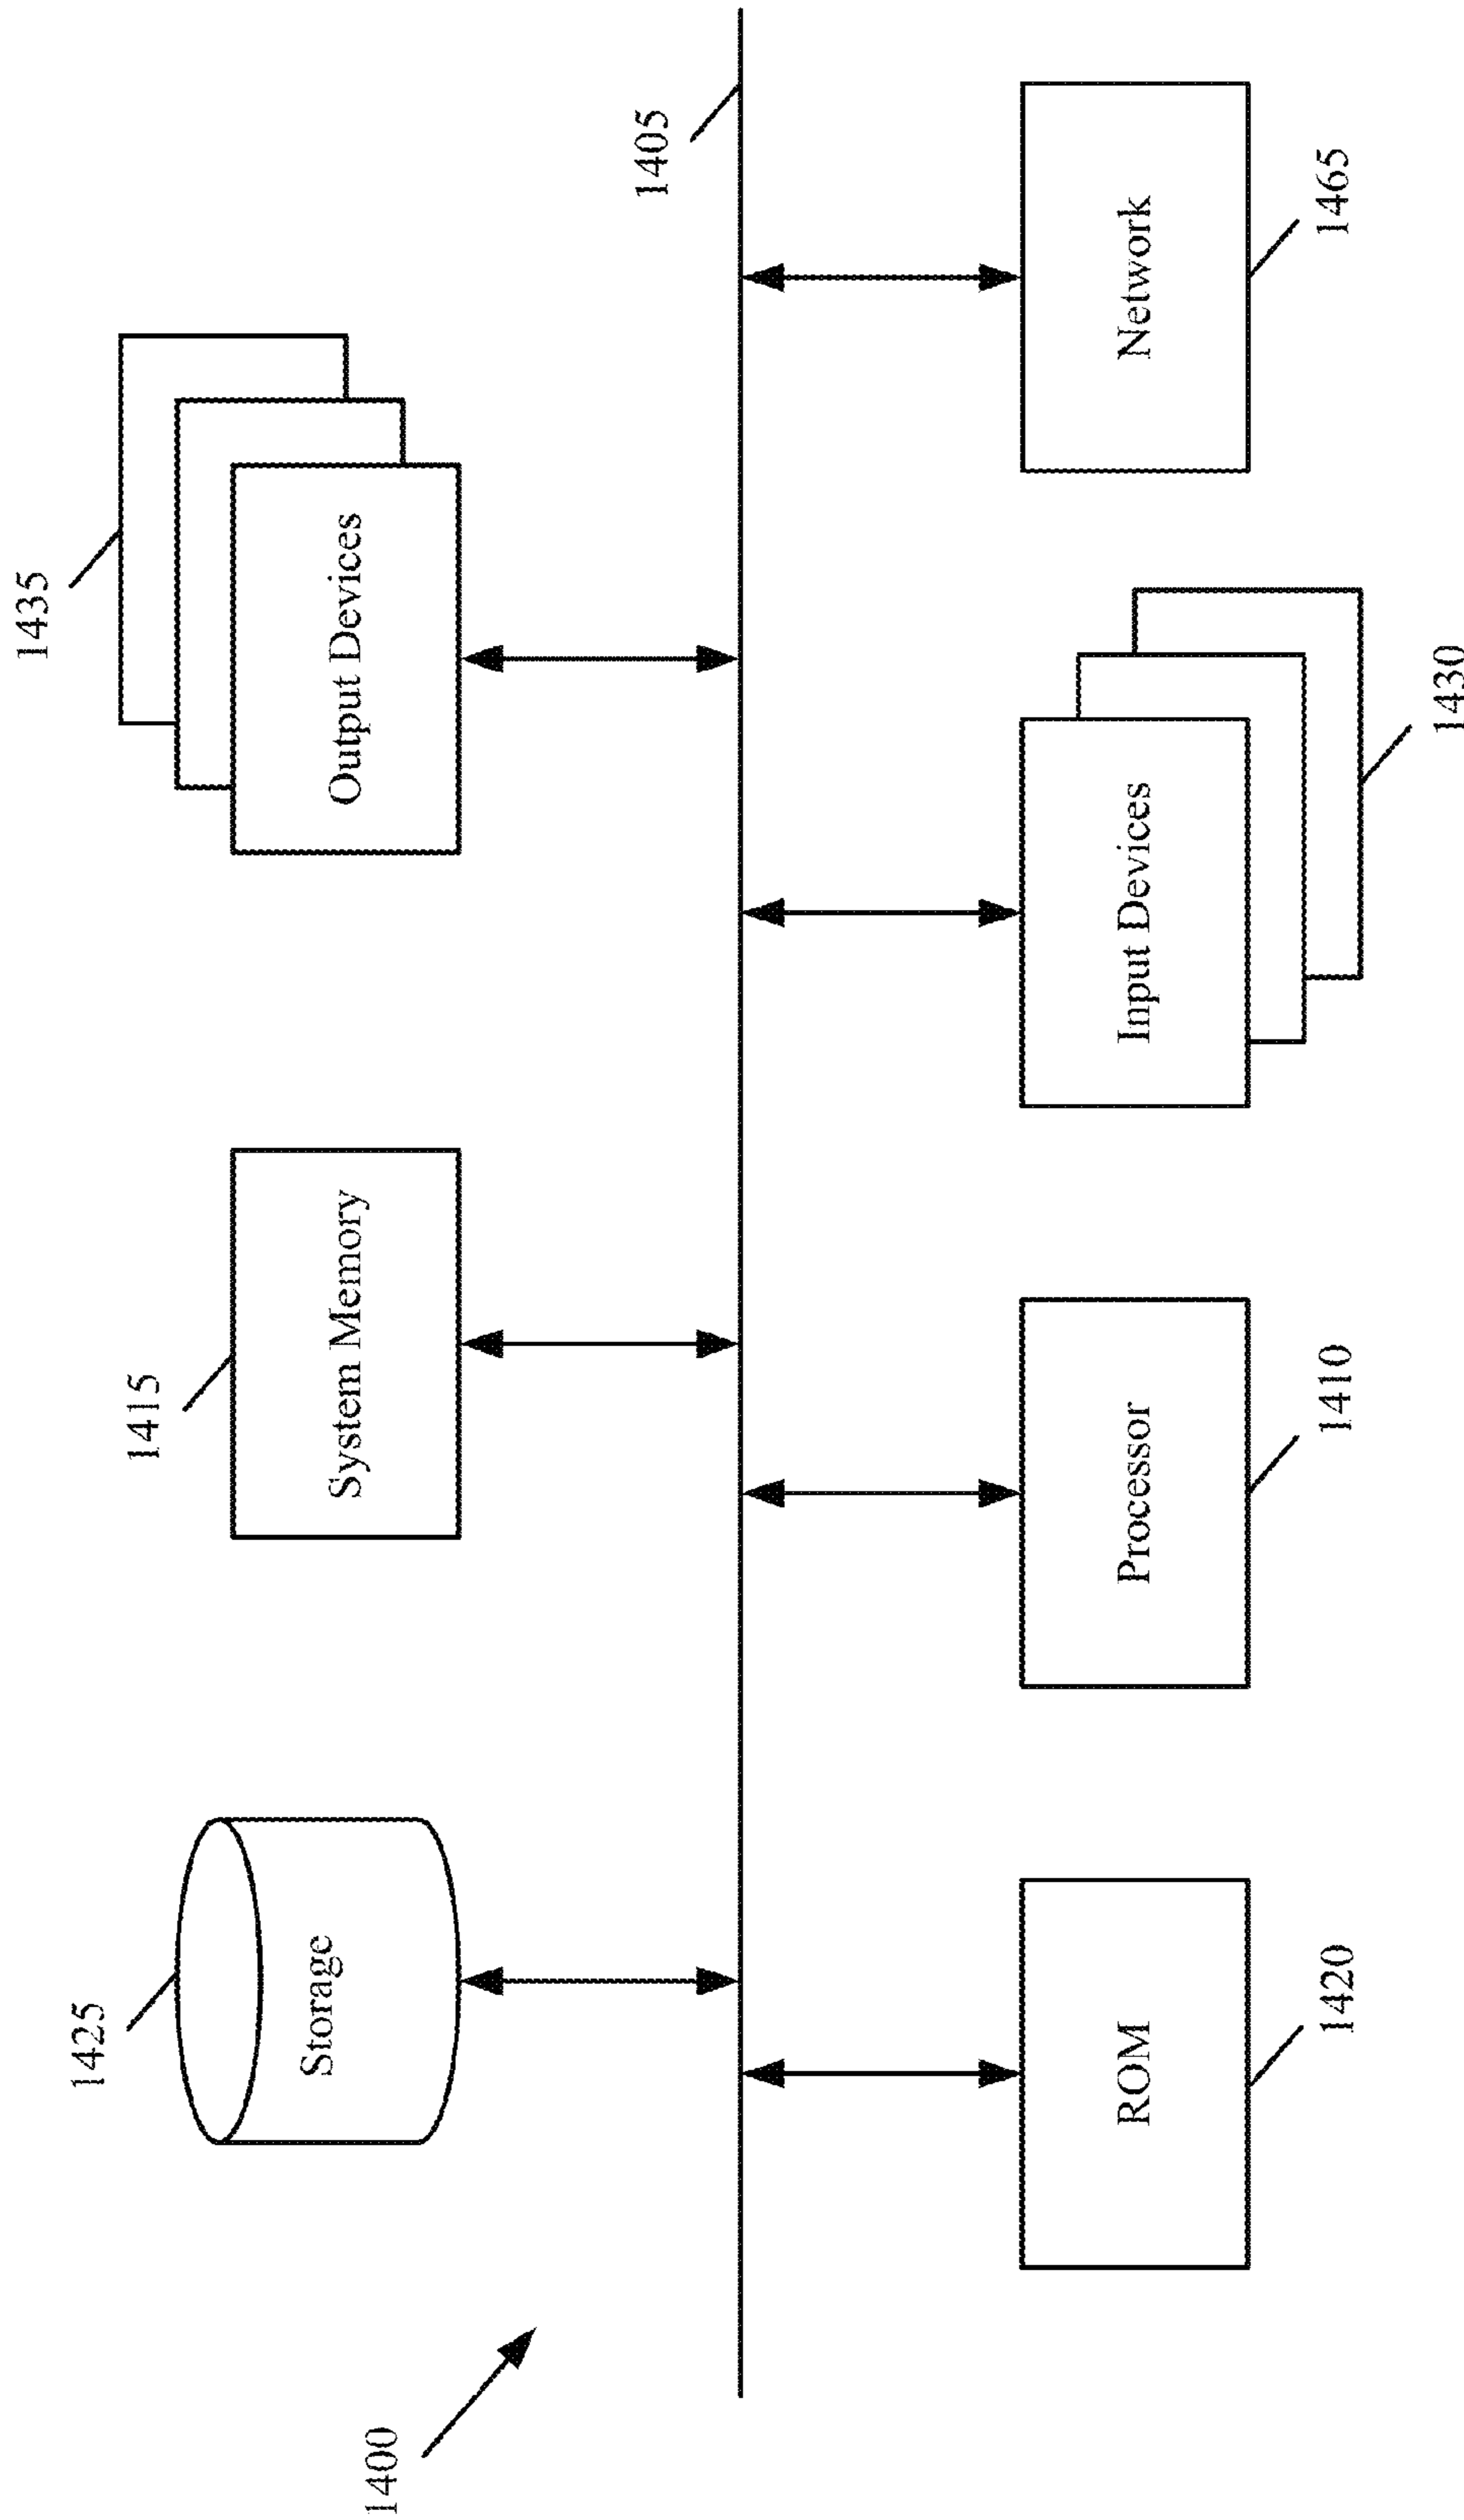 1425
1415
1435
Storage
System Memory
Output Devices
1400
1405
ROM
Processor
Input Devices
Network
1420
1410
1430
1465